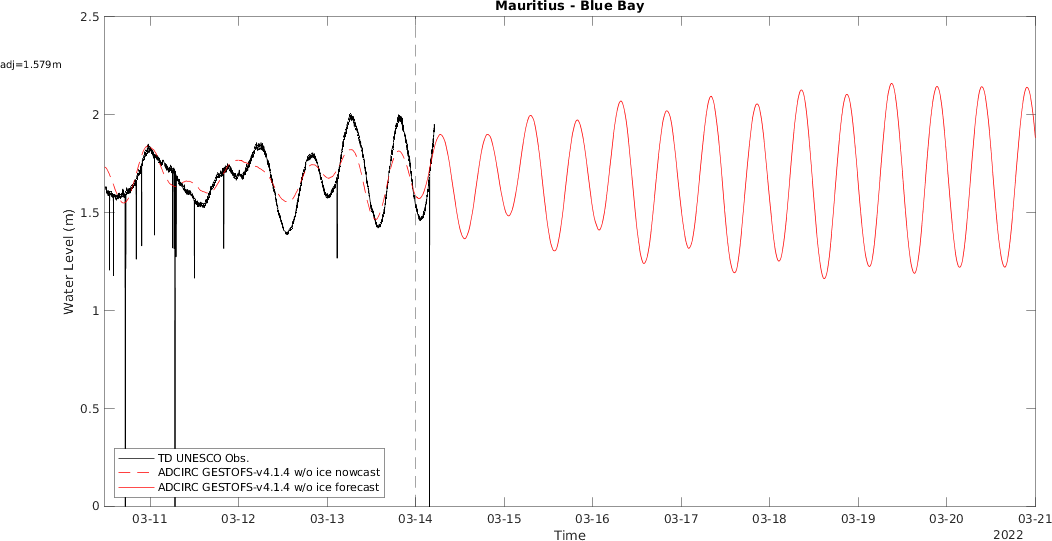 Mauritius - Blue Bay
adj=1.579m
Water Level (m)
2.5
2
1.5
1
0.5
0
TD UNESCO Obs.
ADCIRC GESTOFS-v4.1.4 w/o ice nowcast
ADCIRC GESTOFS-v4.1.4 w/o ice forecast
03-11 03-12 03-13 03-14 03-15 03-16 03-17 03-18 03-19 03-20 03-21
Time
2022